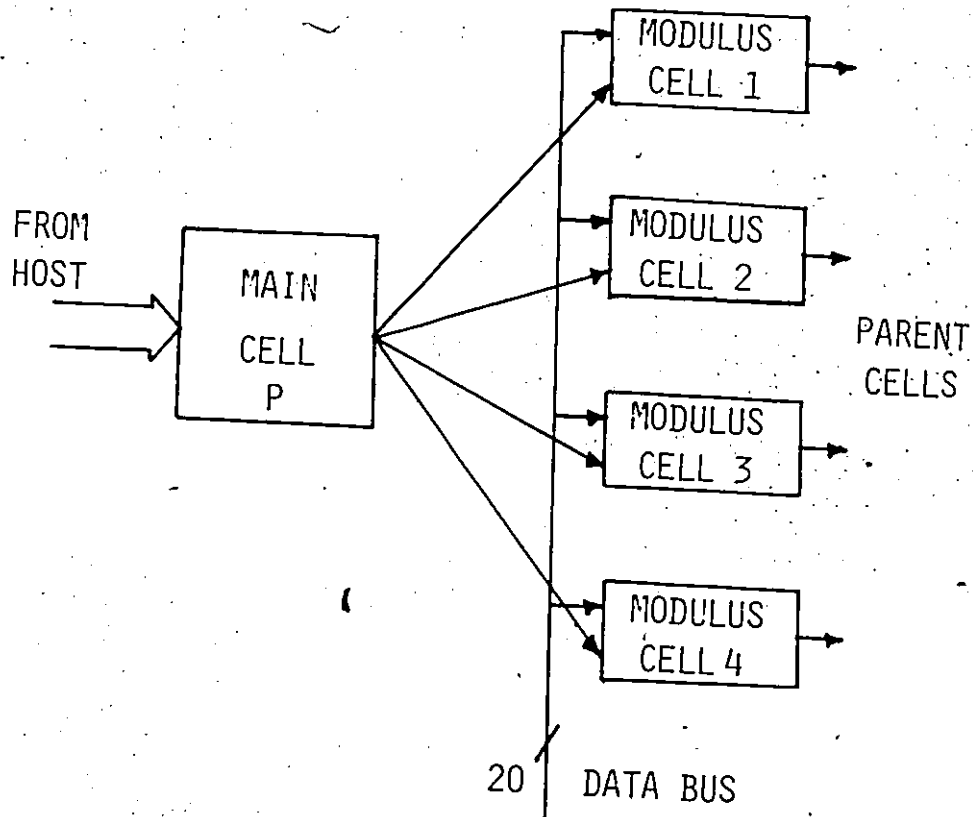 MODULUS
CELL 1
FROM
HOST
MAIN
CELL
P
MODULUS
CELL 2
PARENT
CELLS
MODULUS
CELL 3
MODULUS
CELL 4
20 DATA BUS